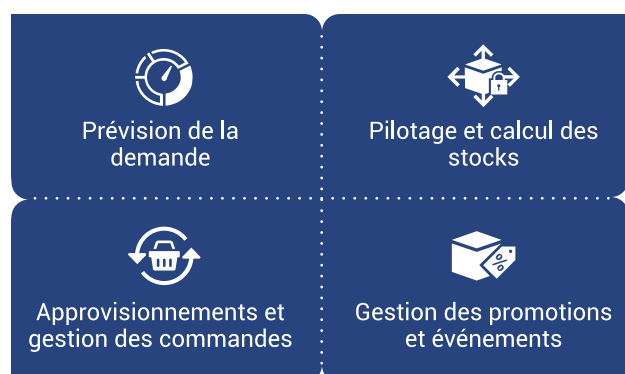 Prévision de la
demande
Pilotage et calcul des
stocks
Approvisionnements et
gestion des commandes
Gestion des promotions
et événements